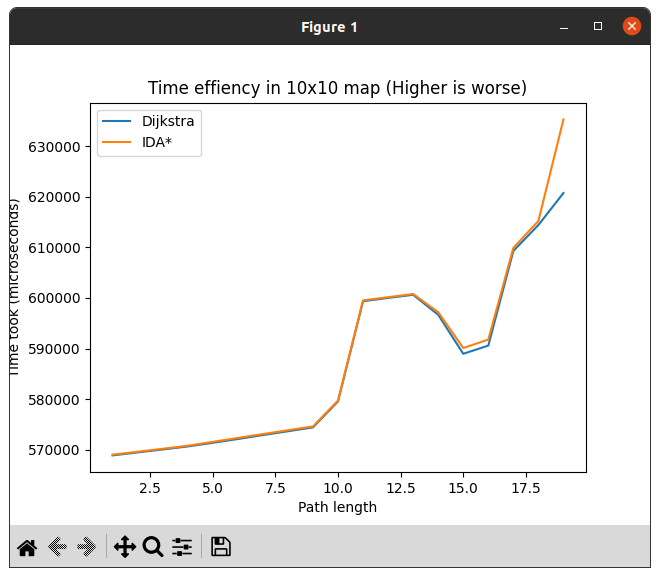 Figure 1
Time effiency in 10x10 map (Higher is worse)
Dijkstra
IDA*
Time took (microseconds)
630000
620000
610000
600000
590000
580000
570000
2.5 5.0 7.5 10.0 12.5 15.0 17.5
Path length